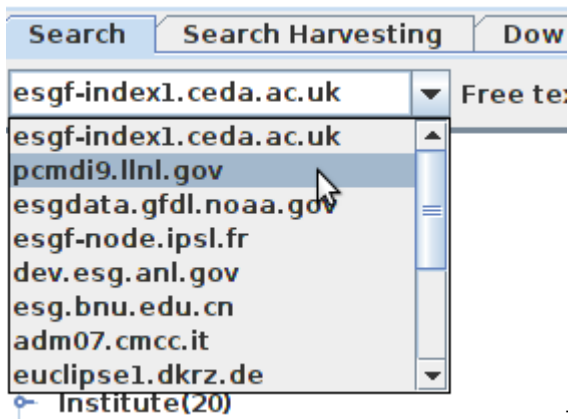 Search Search Harvesting Dow
esgf-index1.ceda.ac.uk Free te
esgf-index1.ceda.ac.uk
pcmdi9.llnl.gov
esgdata.gfdl.noaa.gov
esgf-node.ipsl.fr
dev.esg.anl.gov
esg.bnu.edu.cn
adm07.cmcc.it
euclipse1.dkrz.de
Institute(20)